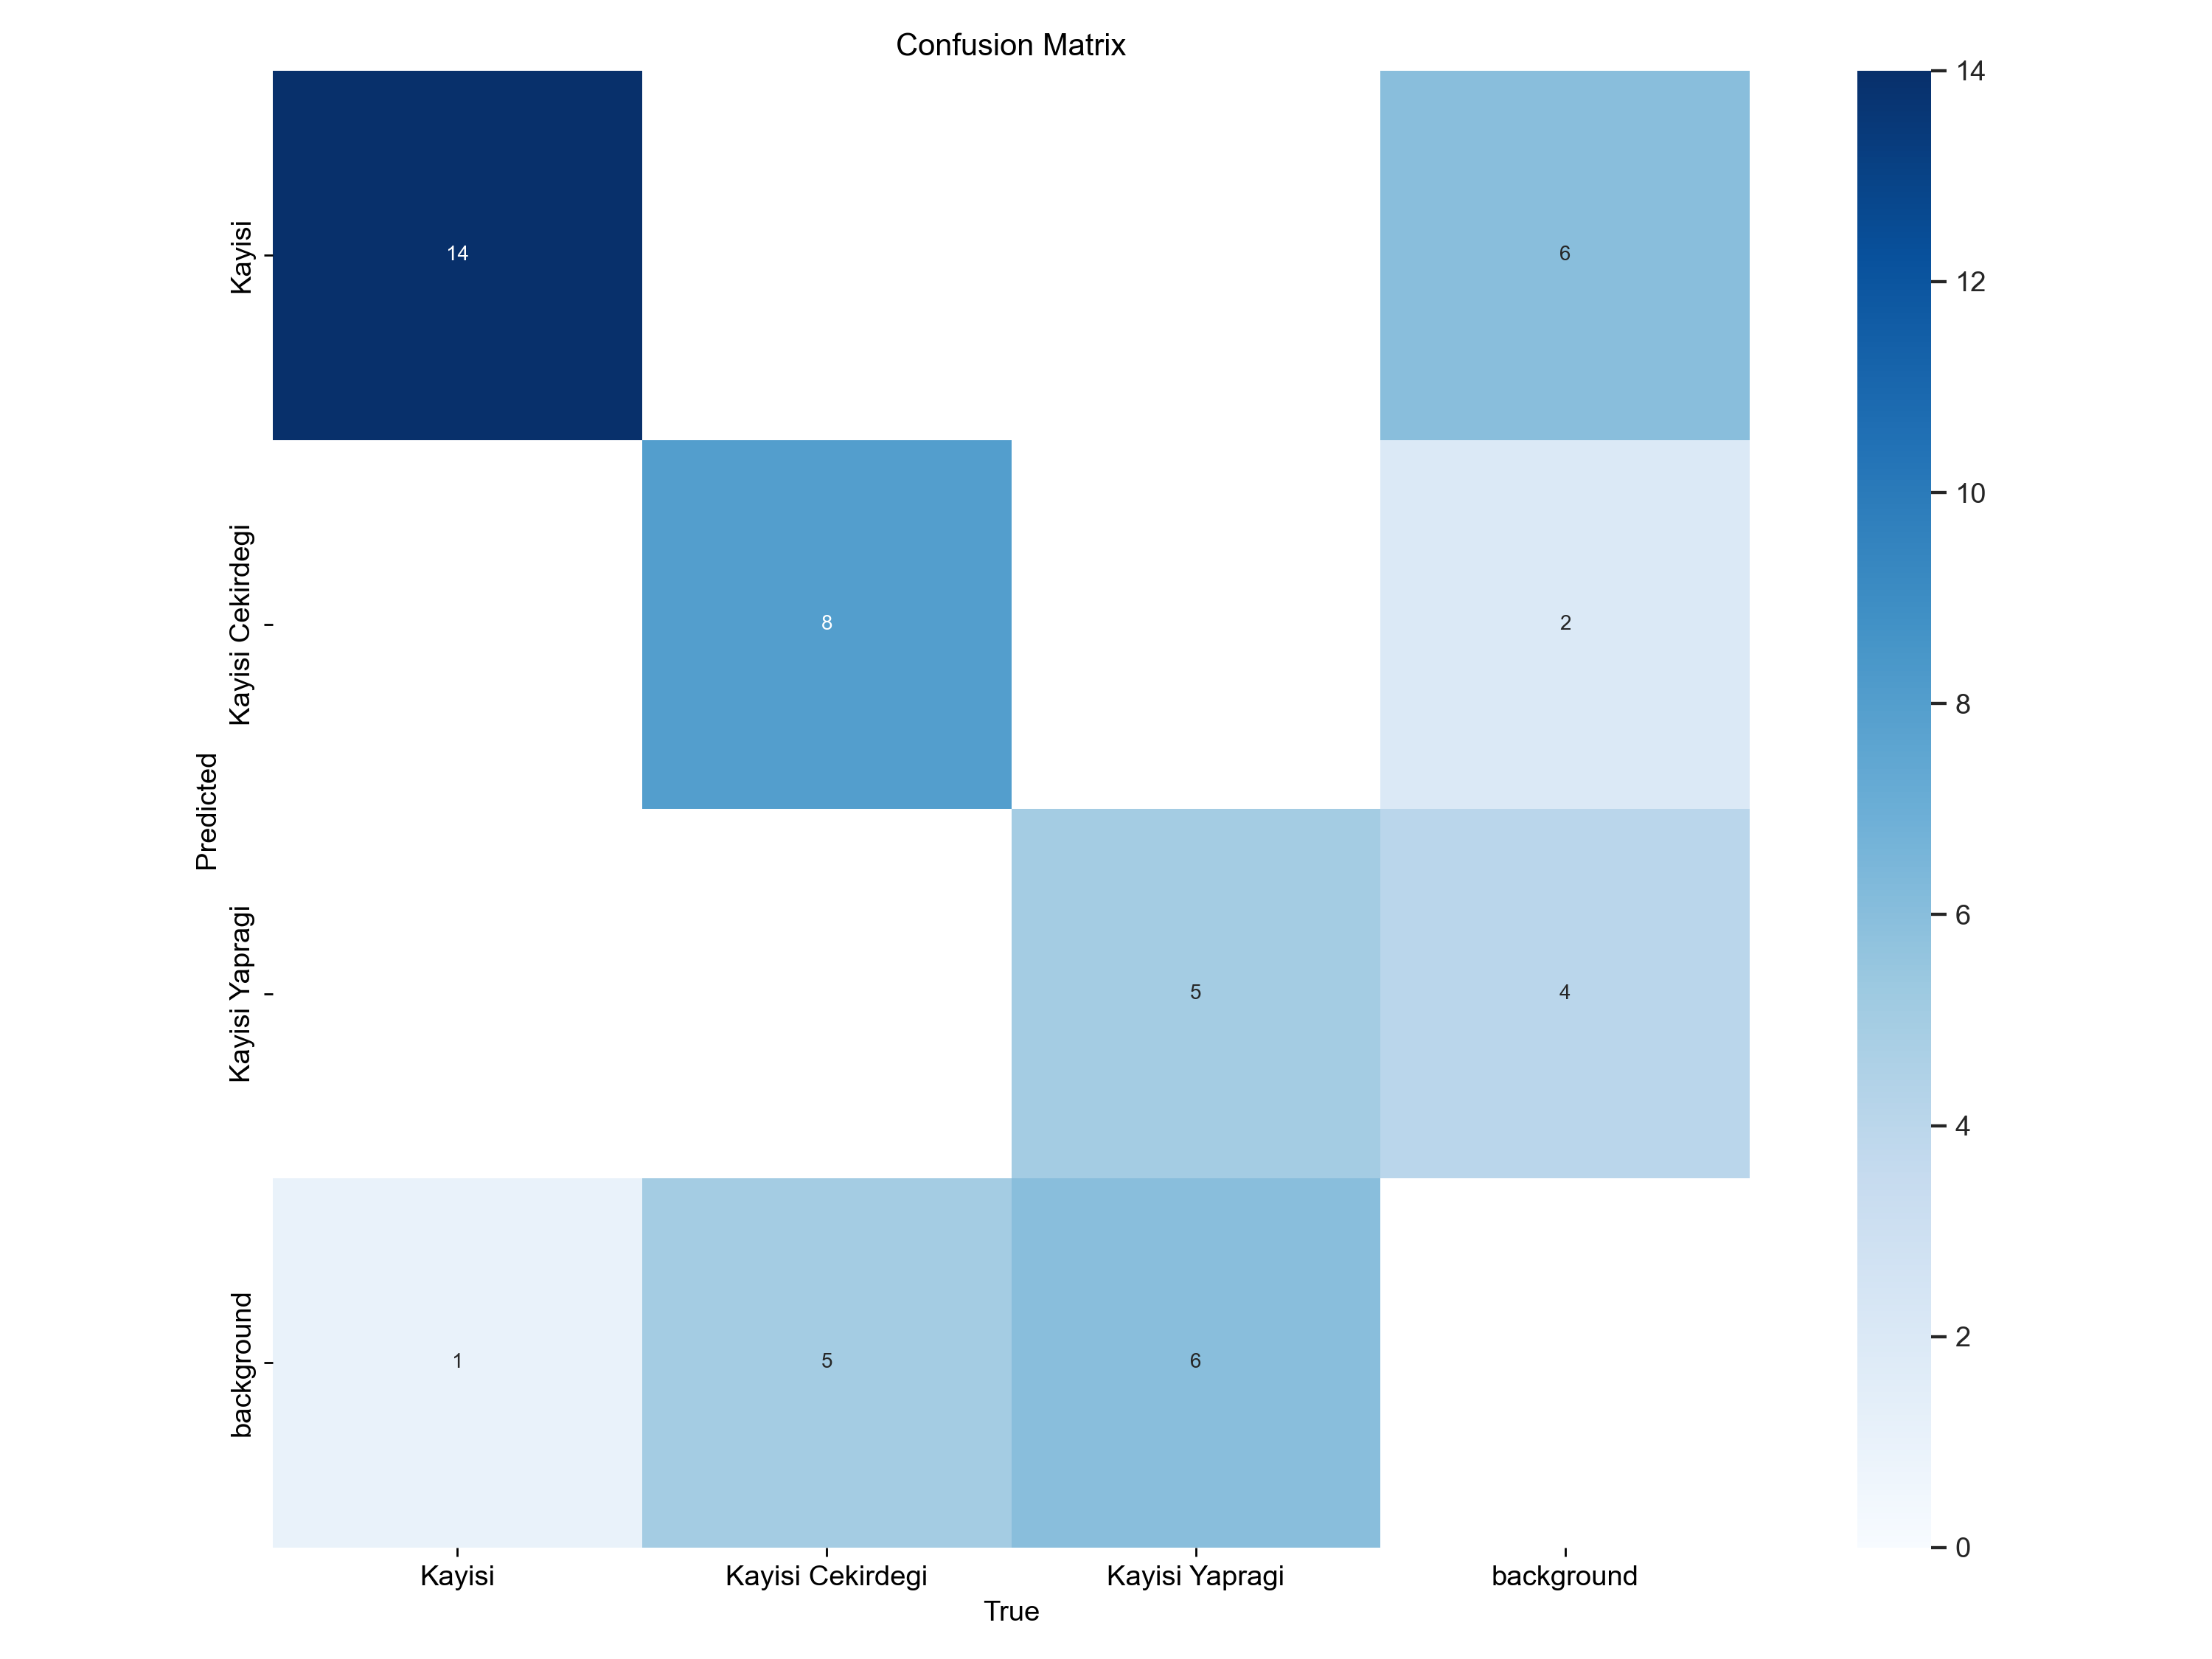 Confusion Matrix
Predicted
Kayisi
14
6
Kayisi Cekirdegi
8
2
Kayisi Yapragi
5
4
background
1
5
6
Kayisi
Kayisi Cekirdegi
Kayisi Yapragi
background
True
14
12
10
8
6
4
2
0